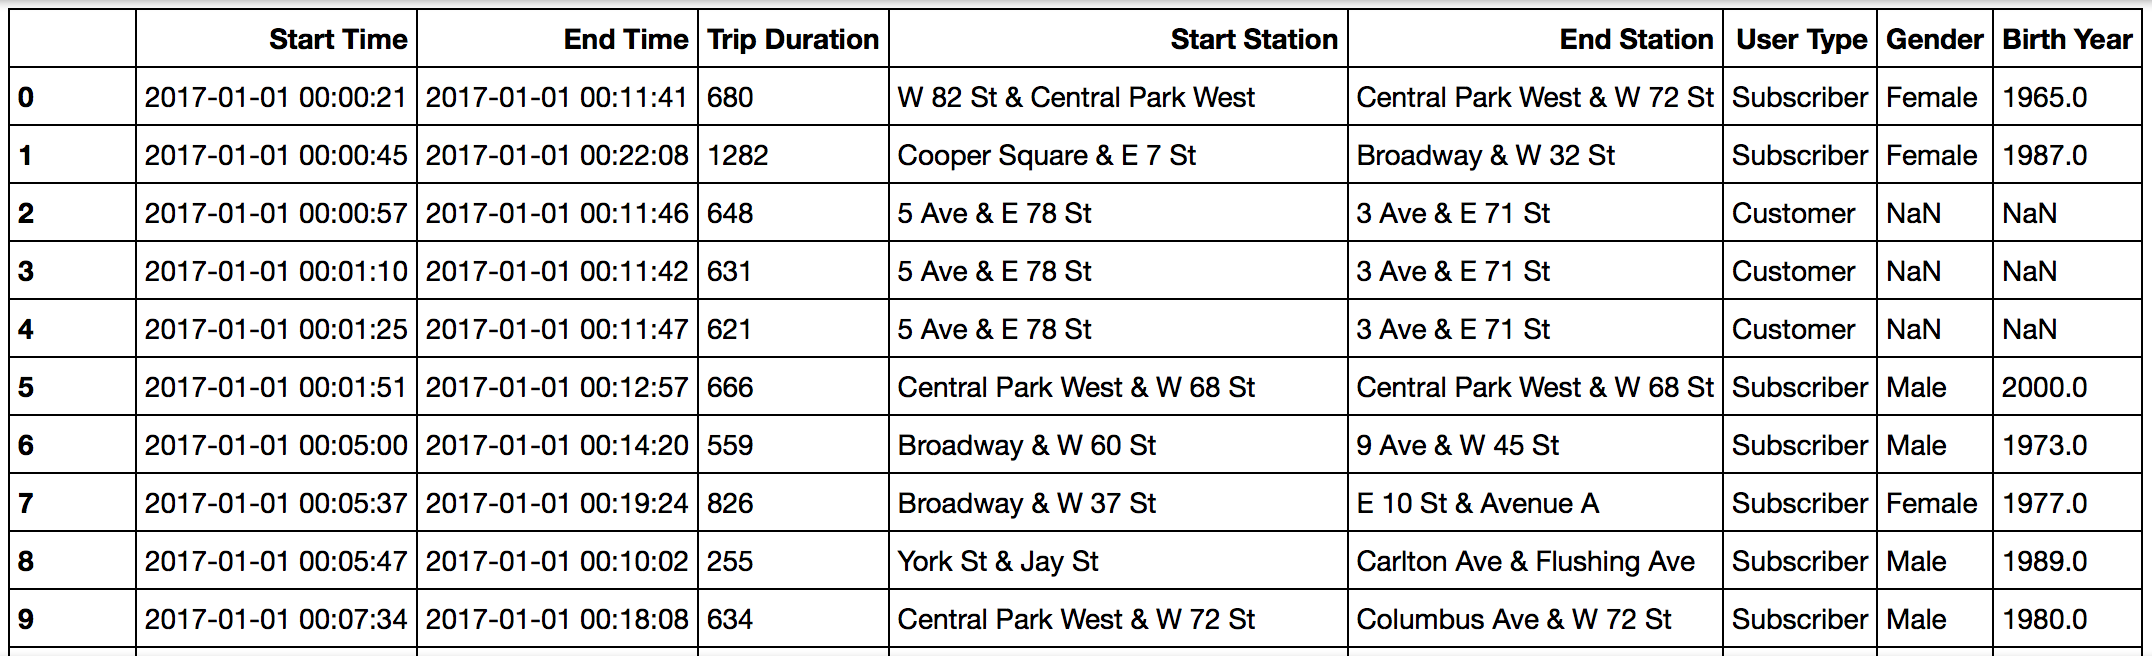 Start Time End Time Trip Duration Start Station End Station User Type Gender Birth Year
0 2017-01-01 00:00:21 2017-01-01 00:11:41 680 W 82 St & Central Park West Central Park West & W 72 St Subscriber Female 1965.0
1 2017-01-01 00:00:45 2017-01-01 00:22:08 1282 Cooper Square & E 7 St Broadway & W 32 St Subscriber Female 1987.0
2 2017-01-01 00:00:57 2017-01-01 00:11:46 648 5 Ave & E 78 St 3 Ave & E 71 St Customer NaN NaN
3 2017-01-01 00:01:10 2017-01-01 00:11:42 631 5 Ave & E 78 St 3 Ave & E 71 St Customer NaN NaN
4 2017-01-01 00:01:25 2017-01-01 00:11:47 621 5 Ave & E 78 St 3 Ave & E 71 St Customer NaN NaN
5 2017-01-01 00:01:51 2017-01-01 00:12:57 666 Central Park West & W 68 St Central Park West & W 68 St Subscriber Male 2000.0
6 2017-01-01 00:05:00 2017-01-01 00:14:20 559 Broadway & W 60 St 9 Ave & W 45 St Subscriber Male 1973.0
7 2017-01-01 00:05:37 2017-01-01 00:19:24 826 Broadway & W 37 St E 10 St & Avenue A Subscriber Female 1977.0
8 2017-01-01 00:05:47 2017-01-01 00:10:02 255 York St & Jay St Carlton Ave & Flushing Ave Subscriber Male 1989.0
9 2017-01-01 00:07:34 2017-01-01 00:18:08 634 Central Park West & W 72 St Columbus Ave & W 72 St Subscriber Male 1980.0